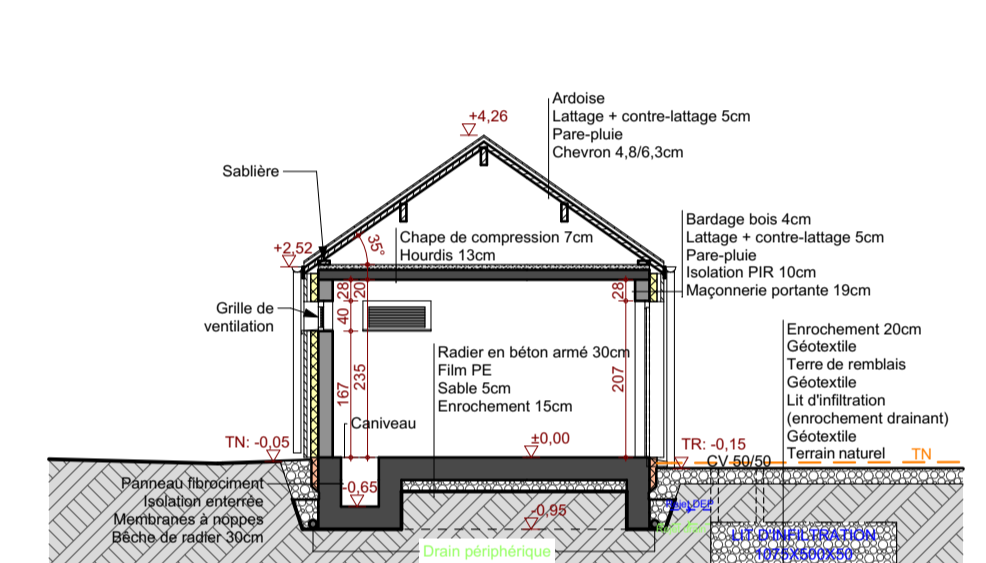 Ardoise
Lattage + contre-lattage 5cm
Pare-pluie
Chevron 4,8/6,3cm
+4,26
Sablière
+2,52
35°
Chape de compression 7cm
Hourdis 13cm
Bardage bois 4cm
Lattage + contre-lattage 5cm
Pare-pluie
Isolation PIR 10cm
Maçonnerie portante 19cm
28
20
28
Grille de
ventilation
40
167
235
207
Radier en béton armé 30cm
Film PE
Sable 5cm
Enrochement 15cm
Enrochement 20cm
Géotextile
Terre de remblais
Géotextile
Lit d'infiltration
(enrochement drainant)
Géotextile
Terrain naturel
Caniveau
TN: -0,05
±0,00
TR: -0,15
TN
CV 50/50
Panneau fibrociment
Isolation enterrée
Membranes à noppes
Bêche de radier 30cm
-0,65
-0,95
LIT D'INFILTRATION
1075X500X50
Drain périphérique